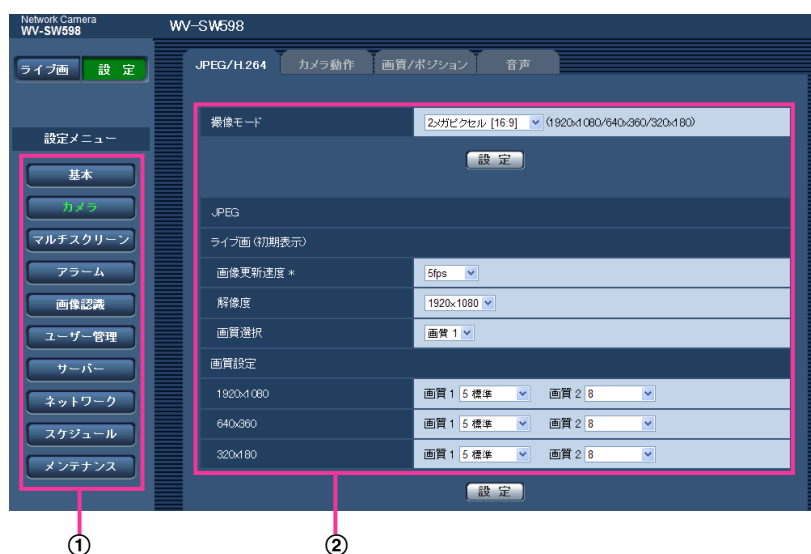 Network Camera
WV-SW598
WV-SW598
ライブ画 設 定
JPEG/H.264 カメラ動作 画質/ポジション 音声
設定メニュー
基本
カメラ
マルチスクリーン
アラーム
画像認識
ユーザー管理
サーバー
ネットワーク
スケジュール
メンテナンス
撮像モード 2メガピクセル [16:9] (1920x1080/640x360/320x180)
設 定
JPEG
ライブ画 (初期表示)
画像更新速度 * 5fps
解像度 1920x1080
画質選択 画質 1
画質設定
1920x1080 画質 1 5 標準 画質 2 8
640x360 画質 1 5 標準 画質 2 8
320x180 画質 1 5 標準 画質 2 8
設 定
① ②